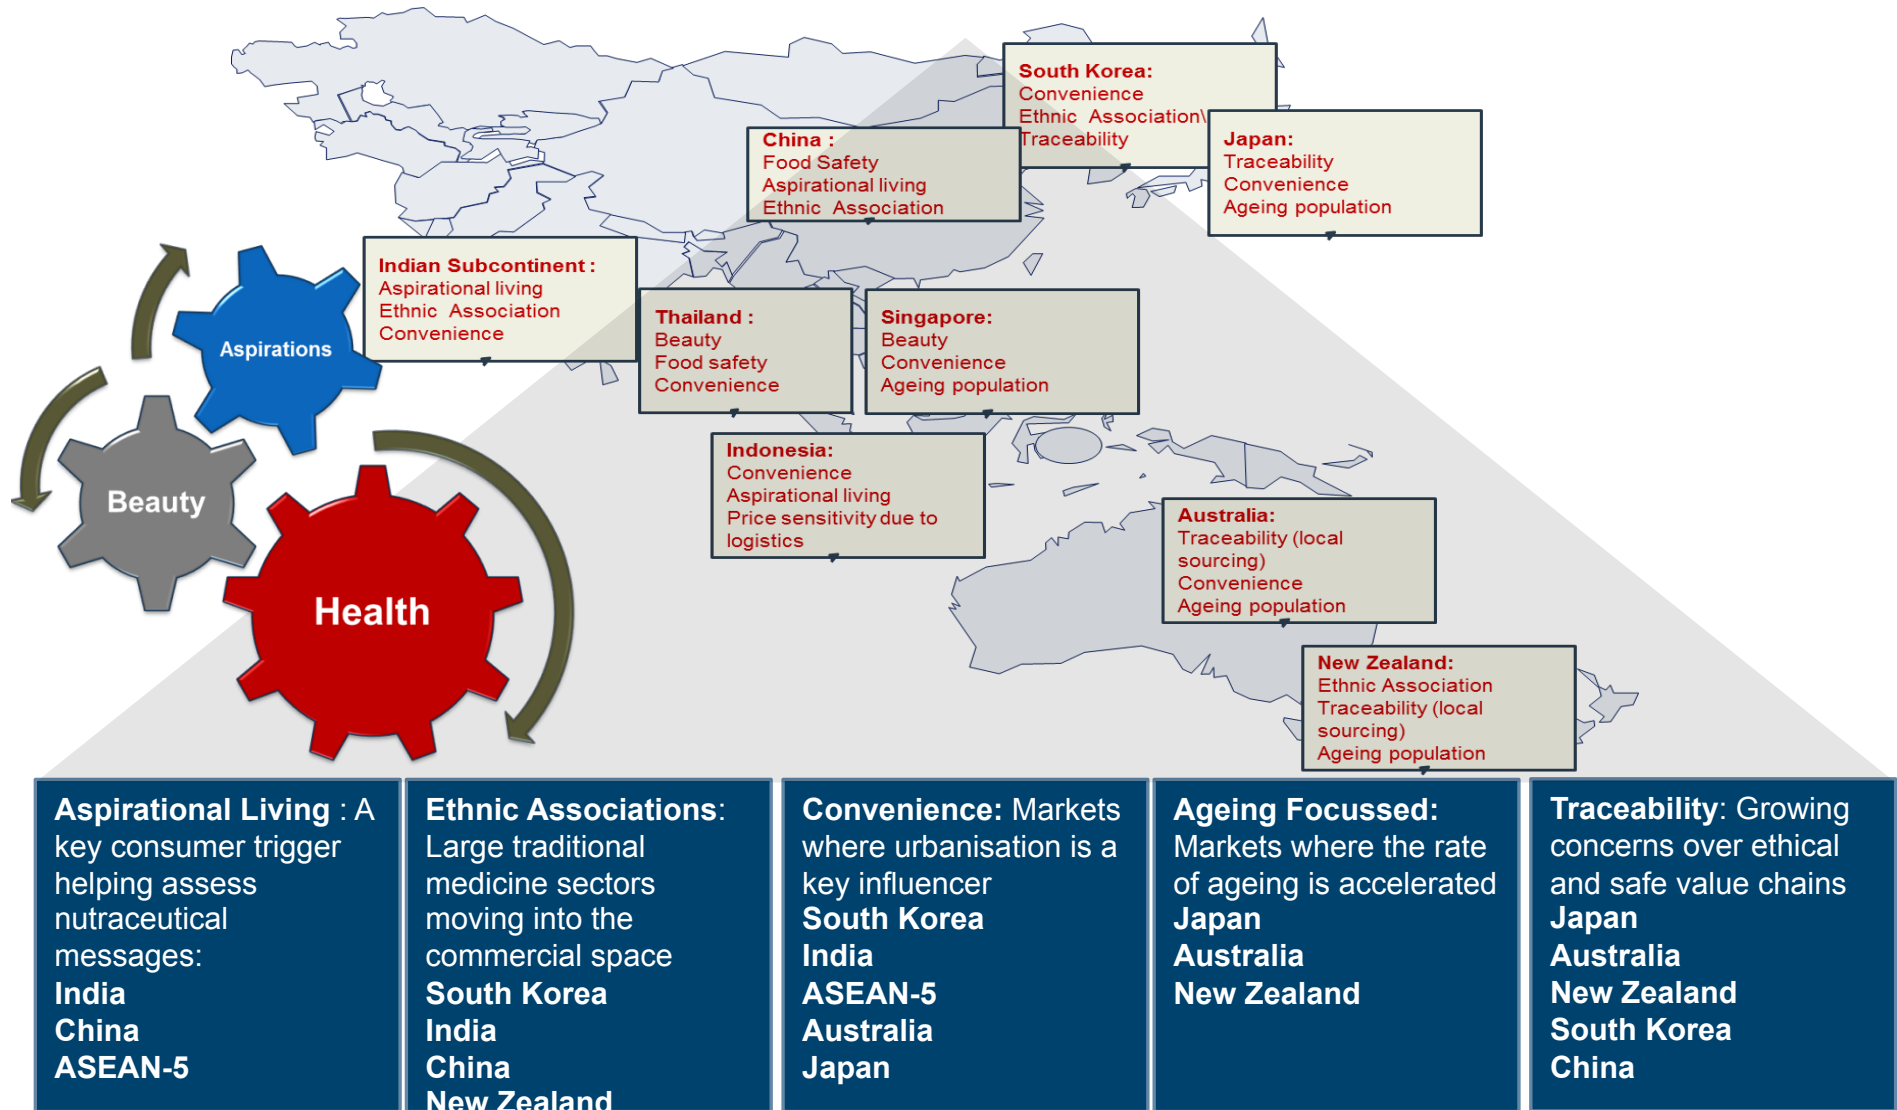 South Korea:
Convenience
Ethnic Association\
Traceability
China :
Food Safety
Aspirational living
Ethnic Association
Japan:
Traceability
Convenience
Ageing population
Indian Subcontinent :
Aspirational living
Ethnic Association
Convenience
Thailand :
Beauty
Food safety
Convenience
Singapore:
Beauty
Convenience
Ageing population
Indonesia:
Convenience
Aspirational living
Price sensitivity due to
logistics
Australia:
Traceability (local
sourcing)
Convenience
Ageing population
New Zealand:
Ethnic Association
Traceability (local
sourcing)
Ageing population
Aspirations
Beauty
Health
Aspirational Living : A
key consumer trigger
helping assess
nutraceutical
messages:
India
China
ASEAN-5
Ethnic Associations:
Large traditional
medicine sectors
moving into the
commercial space
South Korea
India
China
New Zealand
Convenience: Markets
where urbanisation is a
key influencer
South Korea
India
ASEAN-5
Australia
Japan
Ageing Focussed:
Markets where the rate
of ageing is accelerated
Japan
Australia
New Zealand
Traceability: Growing
concerns over ethical
and safe value chains
Japan
Australia
New Zealand
South Korea
China